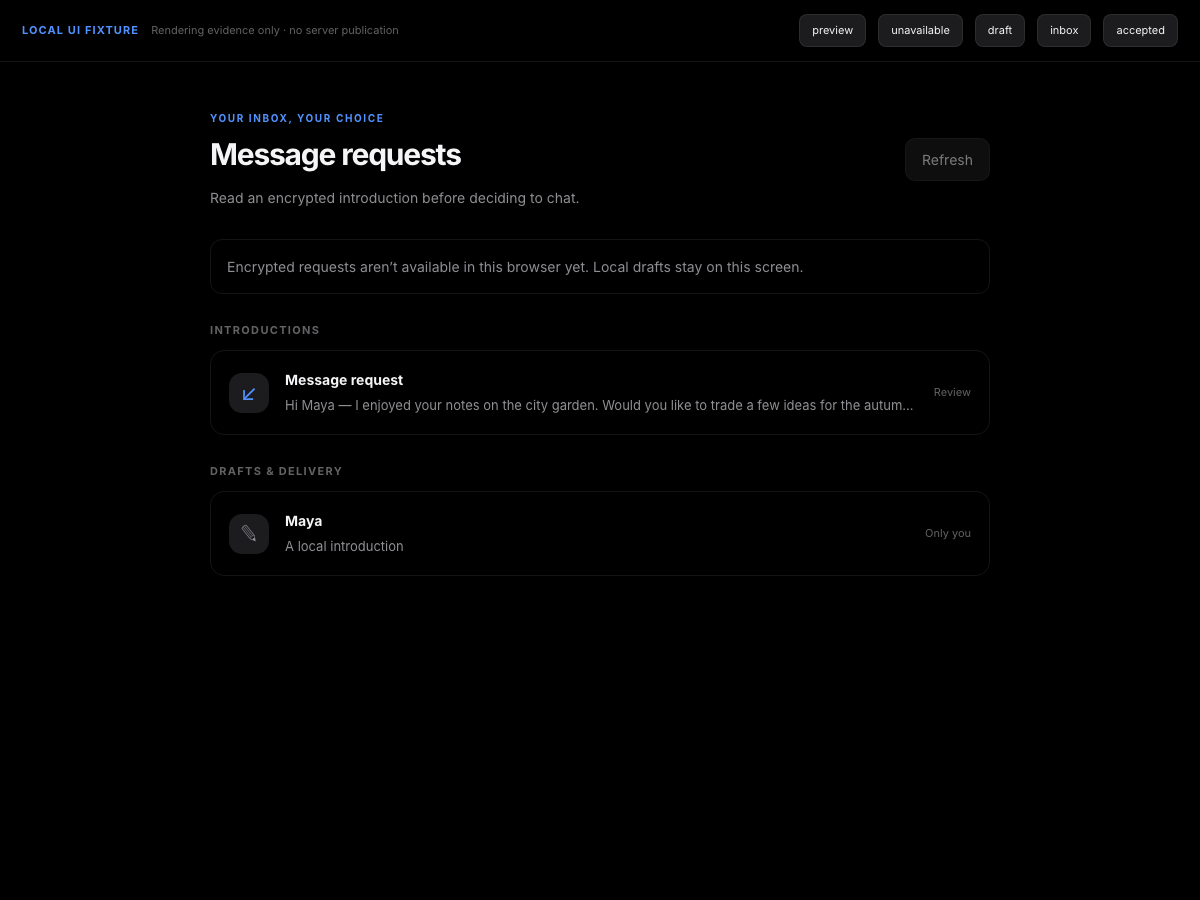 LOCAL UI FIXTURE Rendering evidence only · no server publication preview unavailable draft inbox accepted
YOUR INBOX, YOUR CHOICE
Message requests
Refresh
Read an encrypted introduction before deciding to chat.
Encrypted requests aren’t available in this browser yet. Local drafts stay on this screen.
INTRODUCTIONS
Message request
Hi Maya — I enjoyed your notes on the city garden. Would you like to trade a few ideas for the autum...
Review
DRAFTS & DELIVERY
Maya
A local introduction
Only you